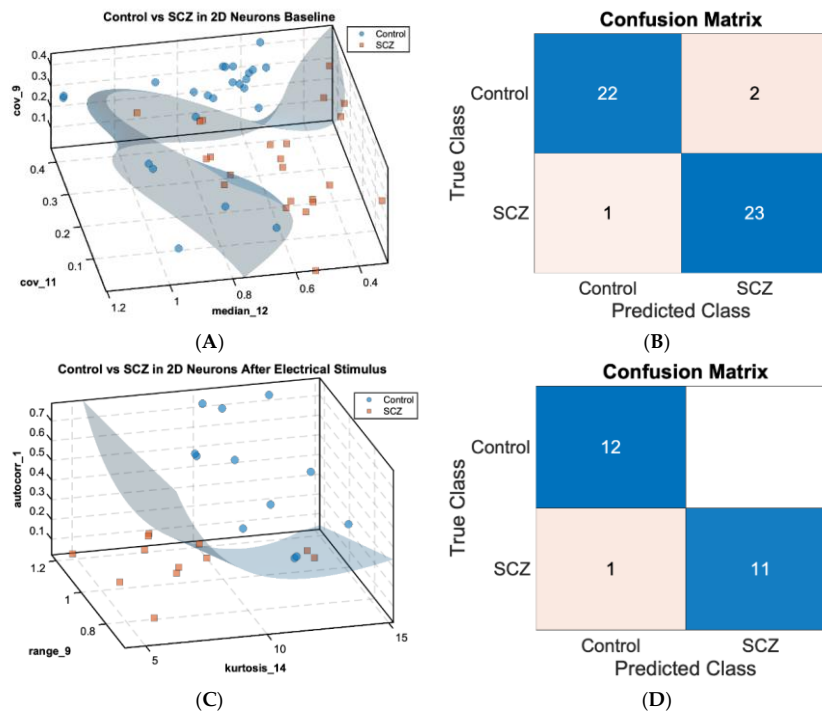 Control vs SCZ in 2D Neurons Baseline
Control
SCZ
0.4
0.3
0.2
0.1
cov_9
0.4
0.3
0.2
0.1
cov_11
1.2
1
0.8
0.6
0.4
median_12
(A)
Confusion Matrix
True Class
Control
22
2
SCZ
1
23
Control
SCZ
Predicted Class
(B)
Control vs SCZ in 2D Neurons After Electrical Stimulus
Control
SCZ
0.7
0.6
0.5
0.4
0.3
0.2
0.1
autocorr_1
1.2
1
0.8
range_9
5
10
15
kurtosis_14
(C)
Confusion Matrix
True Class
Control
12
SCZ
1
11
Control
SCZ
Predicted Class
(D)